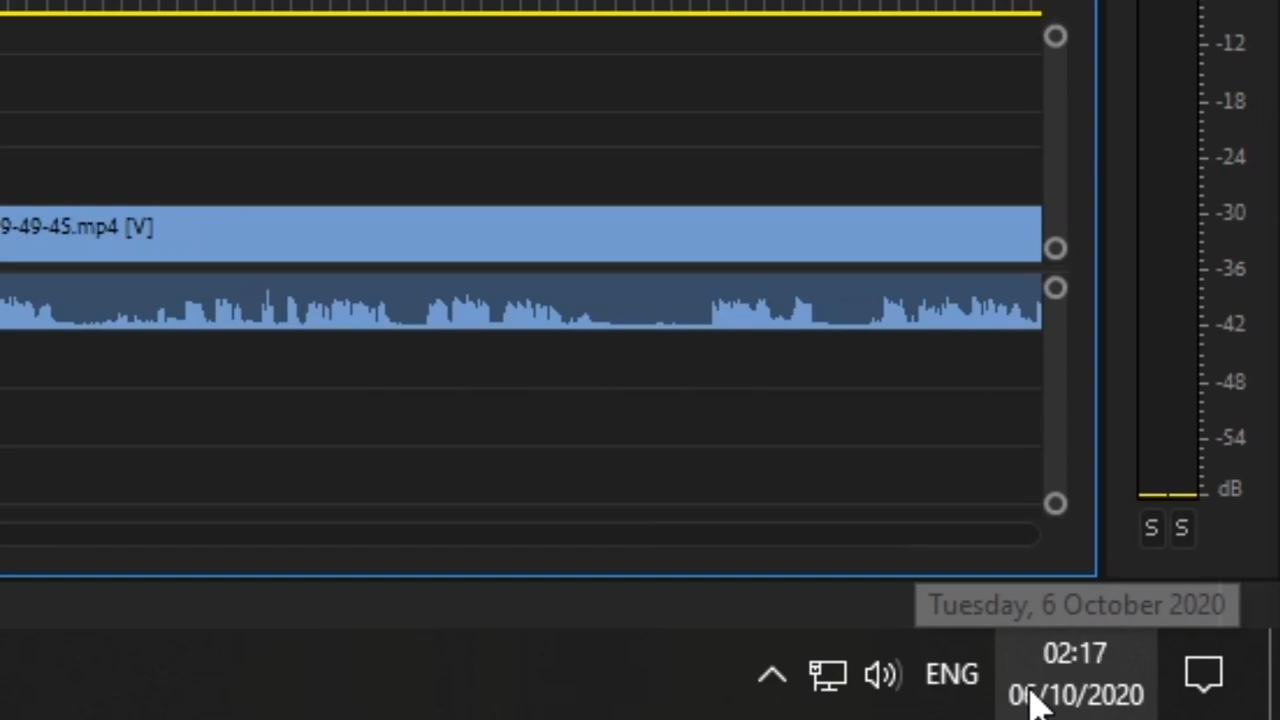 -12
-18
-24
9-49-45.mp4 [V]
-30
-36
-42
-48
-54
dB
S S
Tuesday, 6 October 2020
02:17
ENG
06/10/2020